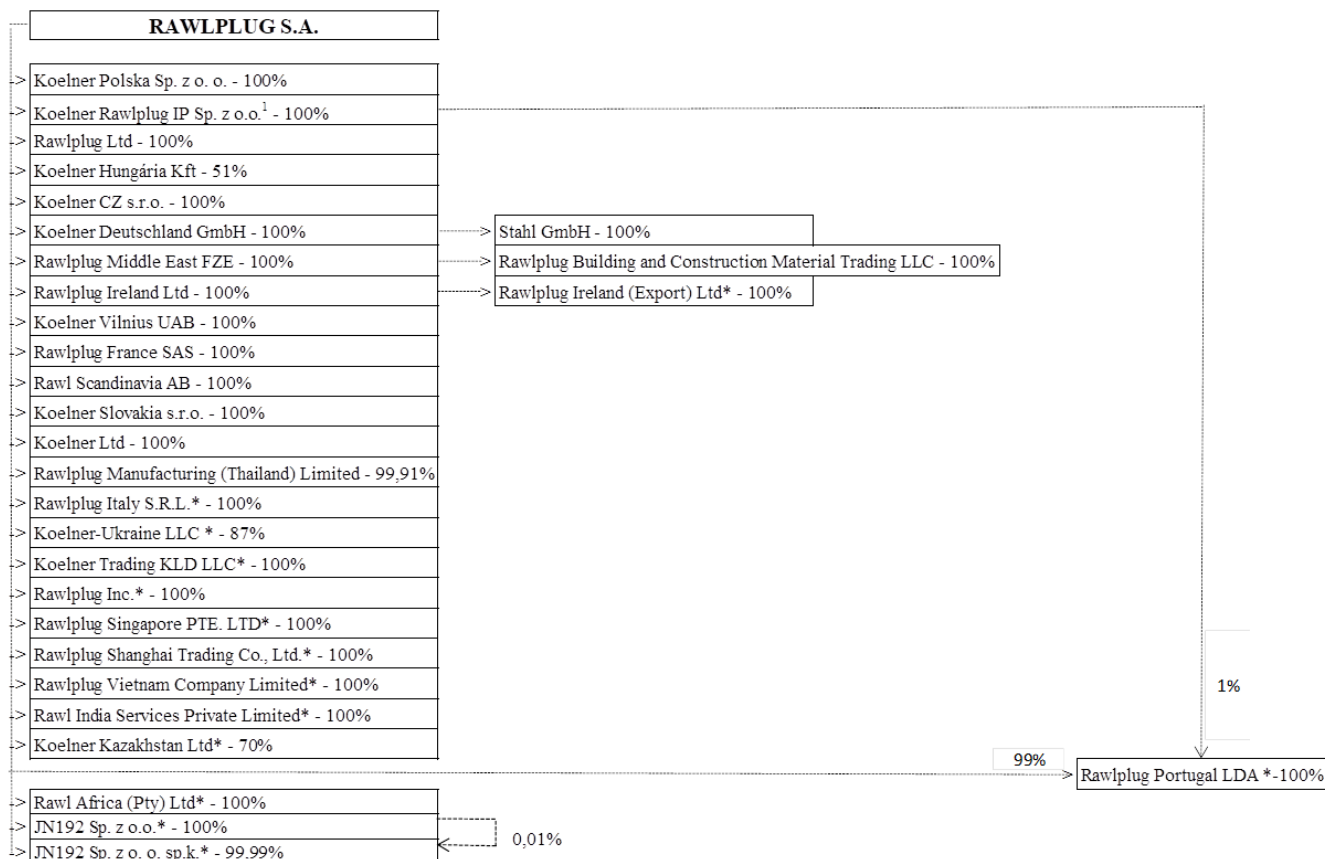 RAWLPLUG S.A.
-> Koelner Polska Sp. z o. o. - 100%
-> Koelner Rawlplug IP Sp. z o.o.¹ - 100%
-> Rawlplug Ltd - 100%
-> Koelner Hungária Kft - 51%
-> Koelner CZ s.r.o. - 100%
-> Koelner Deutschland GmbH - 100% -> Stahl GmbH - 100%
-> Rawlplug Middle East FZE - 100% -> Rawlplug Building and Construction Material Trading LLC - 100%
-> Rawlplug Ireland Ltd - 100% -> Rawlplug Ireland (Export) Ltd* - 100%
-> Koelner Vilnius UAB - 100%
-> Rawlplug France SAS - 100%
-> Rawl Scandinavia AB - 100%
-> Koelner Slovakia s.r.o. - 100%
-> Koelner Ltd - 100%
-> Rawlplug Manufacturing (Thailand) Limited - 99,91%
-> Rawlplug Italy S.R.L.* - 100%
-> Koelner-Ukraine LLC * - 87%
-> Koelner Trading KLD LLC* - 100%
-> Rawlplug Inc.* - 100%
-> Rawlplug Singapore PTE. LTD* - 100%
-> Rawlplug Shanghai Trading Co., Ltd.* - 100%
-> Rawlplug Vietnam Company Limited* - 100%
1%
-> Rawl India Services Private Limited* - 100%
-> Koelner Kazakhstan Ltd* - 70%
99%
-> Rawlplug Portugal LDA *-100%
-> Rawl Africa (Pty) Ltd* - 100%
-> JN192 Sp. z o.o.* - 100%
0,01%
-> JN192 Sp. z o. o. sp.k.* - 99,99%